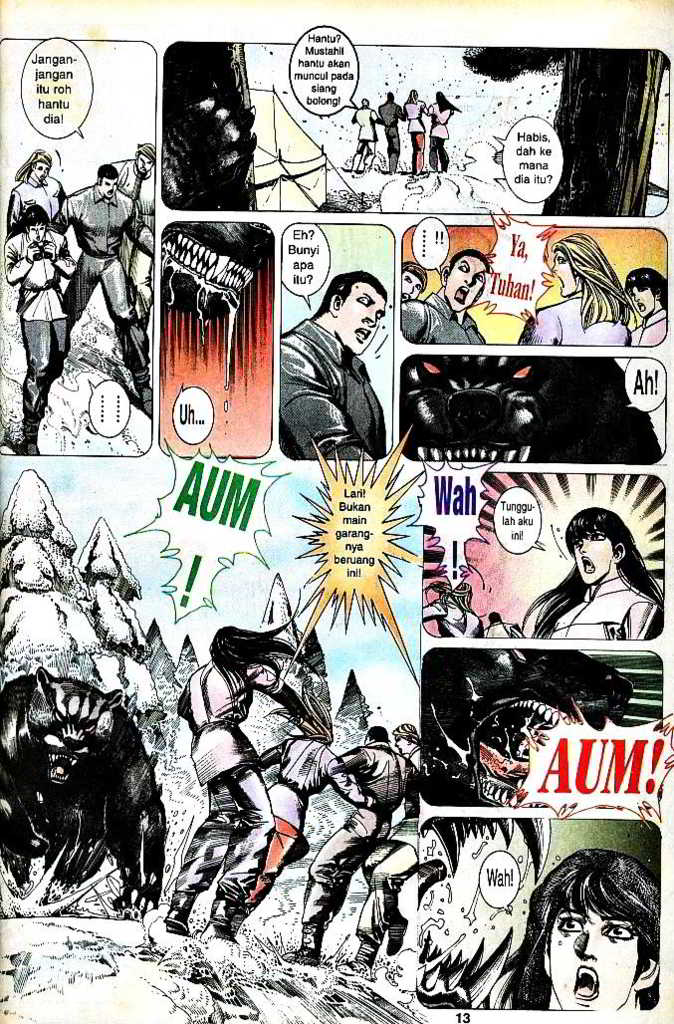 Jangan-
jangan
itu roh
hantu
dia!
Hantu?
Mustahil
hantu akan
muncul pada
siang
bolong!
Habis,
dah ke
mana
dia itu?
...
...
Uh...
Eh?
Bunyi
apa
itu?
...!!
Ya,
Tuhan!
Ah!
AUM
!
Lari!
Bukan
main
garang-
nya
beruang
ini!
Wah
!
Tunggu-
lah aku
ini!
AUM!
Wah!
13